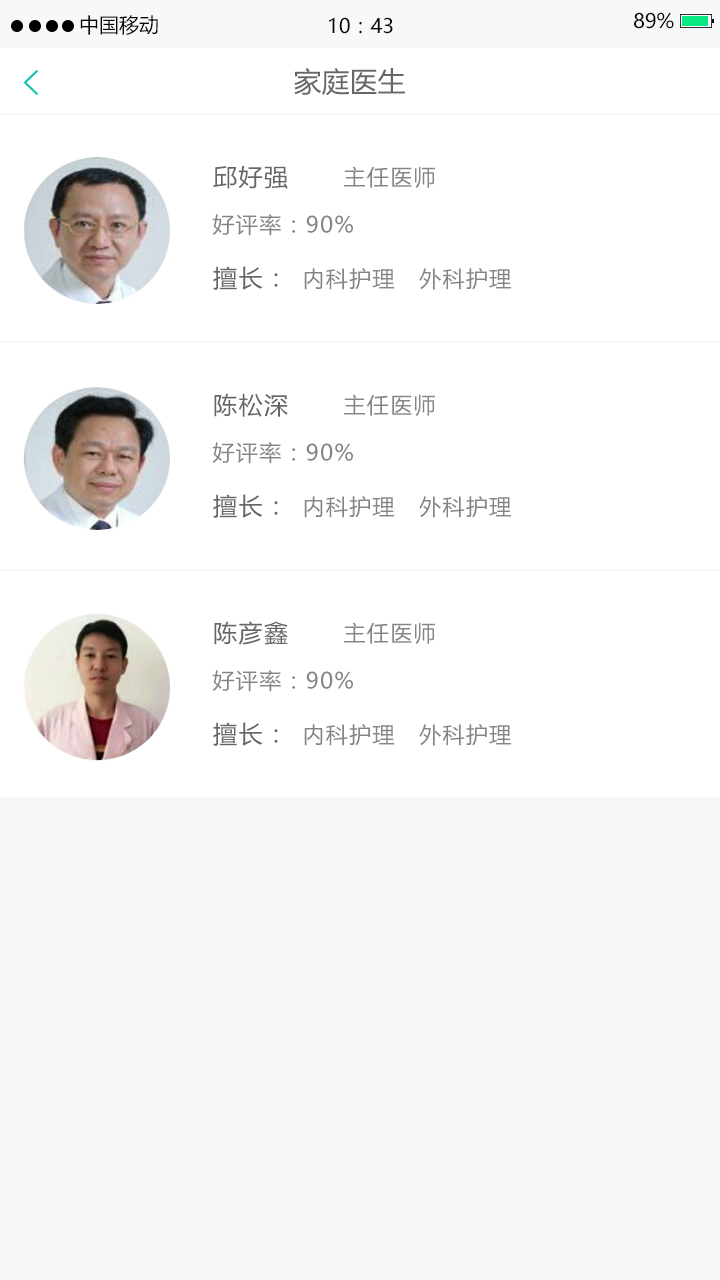 中国移动 10：43 89%
家庭医生
邱好强 主任医师
好评率：90%
擅长： 内科护理 外科护理
陈松深 主任医师
好评率：90%
擅长： 内科护理 外科护理
陈彦鑫 主任医师
好评率：90%
擅长： 内科护理 外科护理